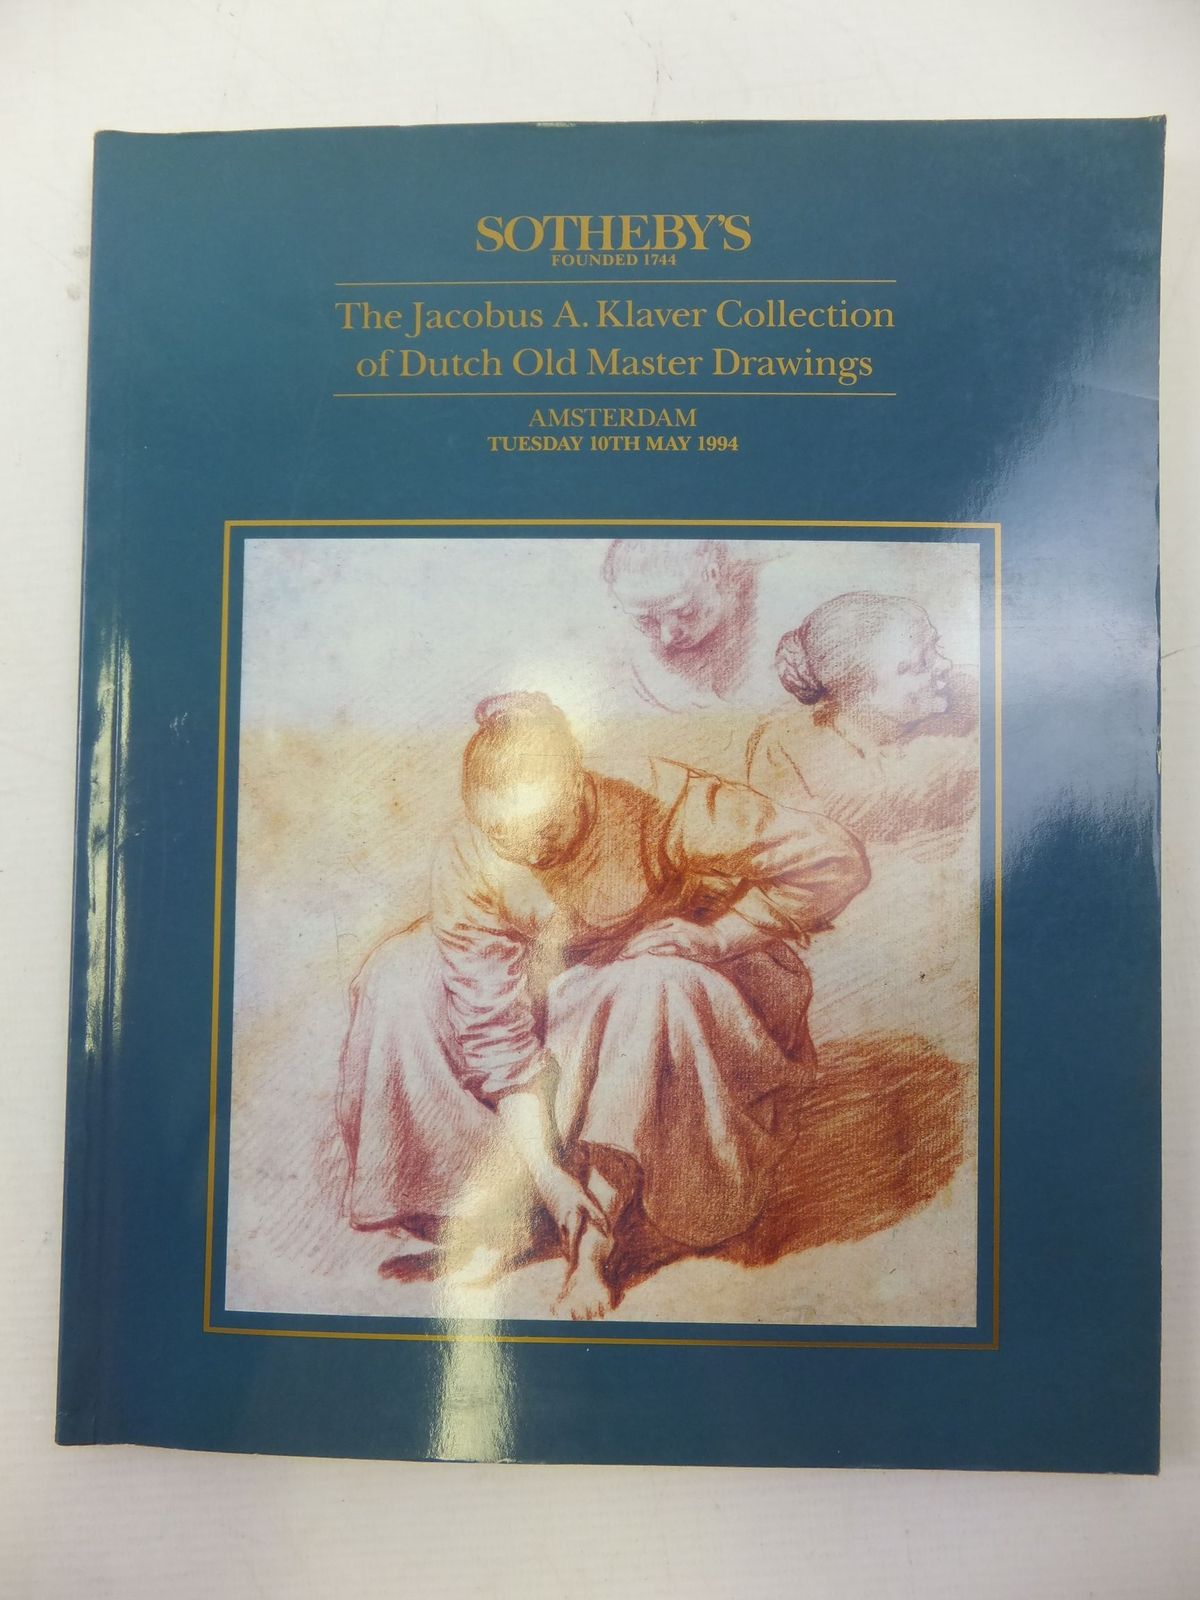 SOTHEBY'S
FOUNDED 1744
The Jacobus A. Klaver Collection
of Dutch Old Master Drawings
AMSTERDAM
TUESDAY 10TH MAY 1994